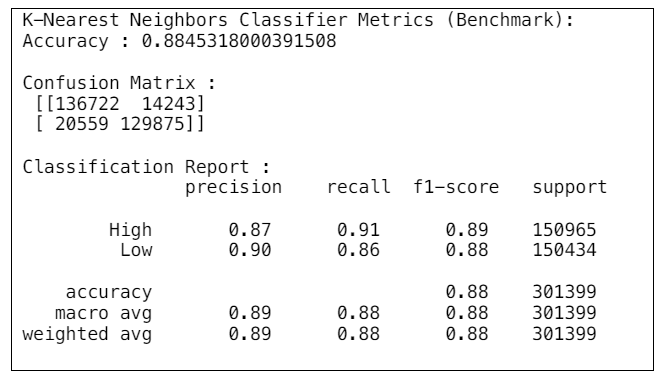 K-Nearest Neighbors Classifier Metrics (Benchmark):
Accuracy : 0.8845318000391508
Confusion Matrix :
[[136722 14243]
[ 20559 129875]]
Classification Report :
precision recall f1-score support
High 0.87 0.91 0.89 150965
Low 0.90 0.86 0.88 150434
accuracy 0.88 301399
macro avg 0.89 0.88 0.88 301399
weighted avg 0.89 0.88 0.88 301399